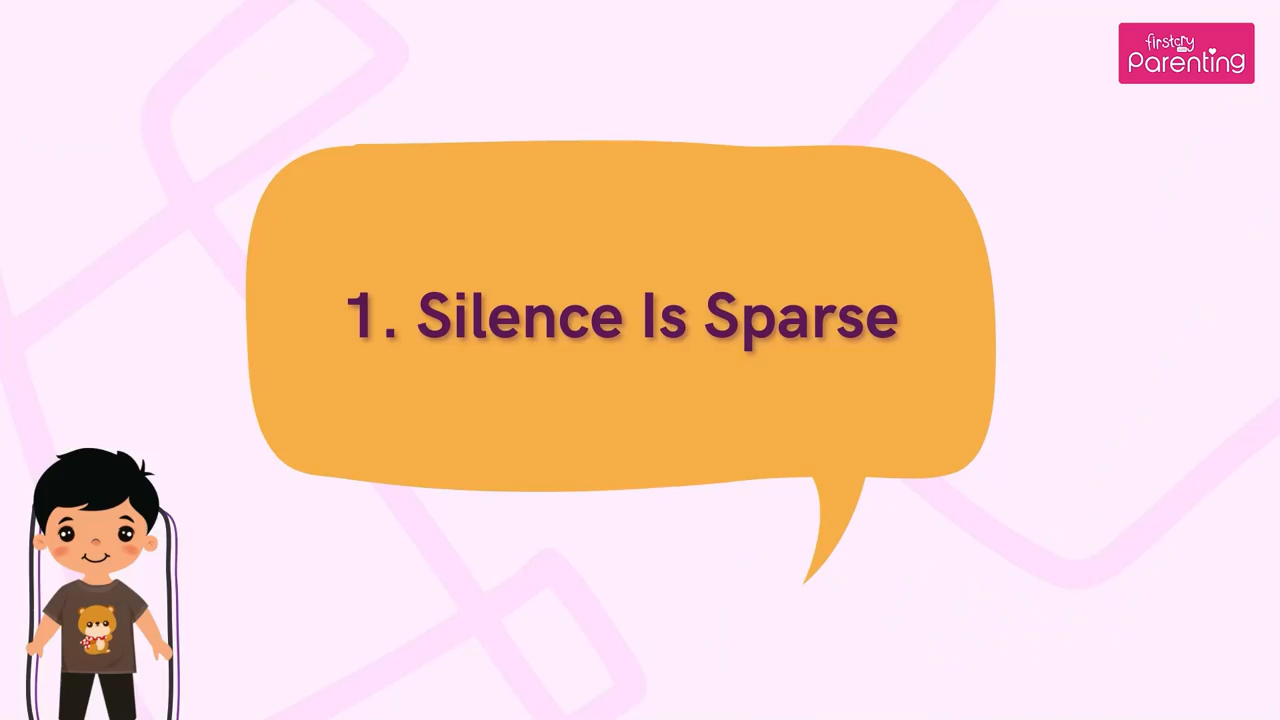 firstcry
Parenting
1. Silence Is Sparse